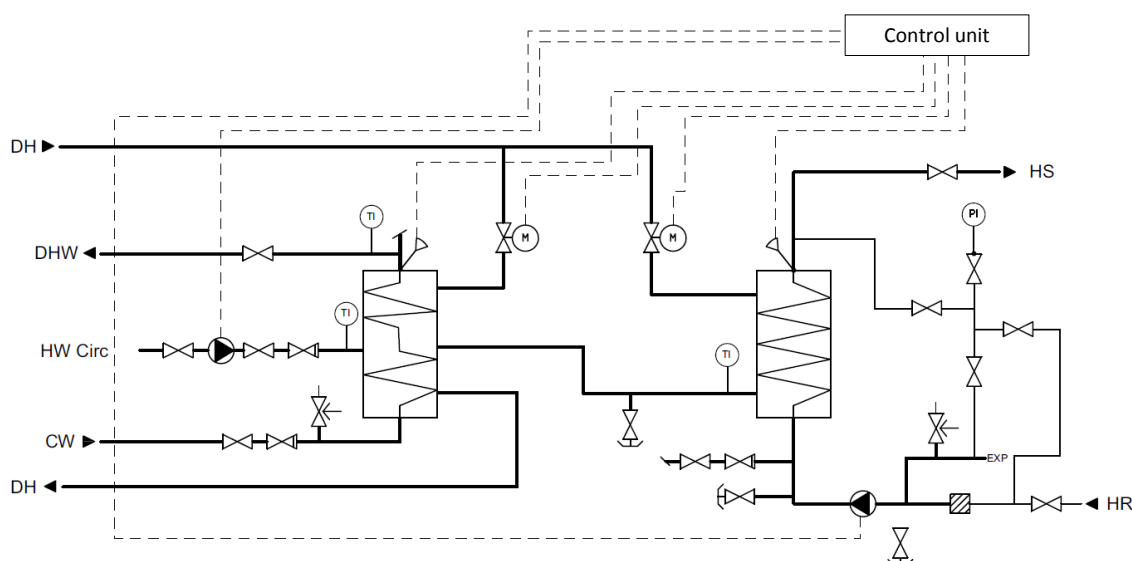 Control unit
DH
HS
TI
PI
DHW
M
M
TI
HW Circ
TI
CW
EXP
DH
HR